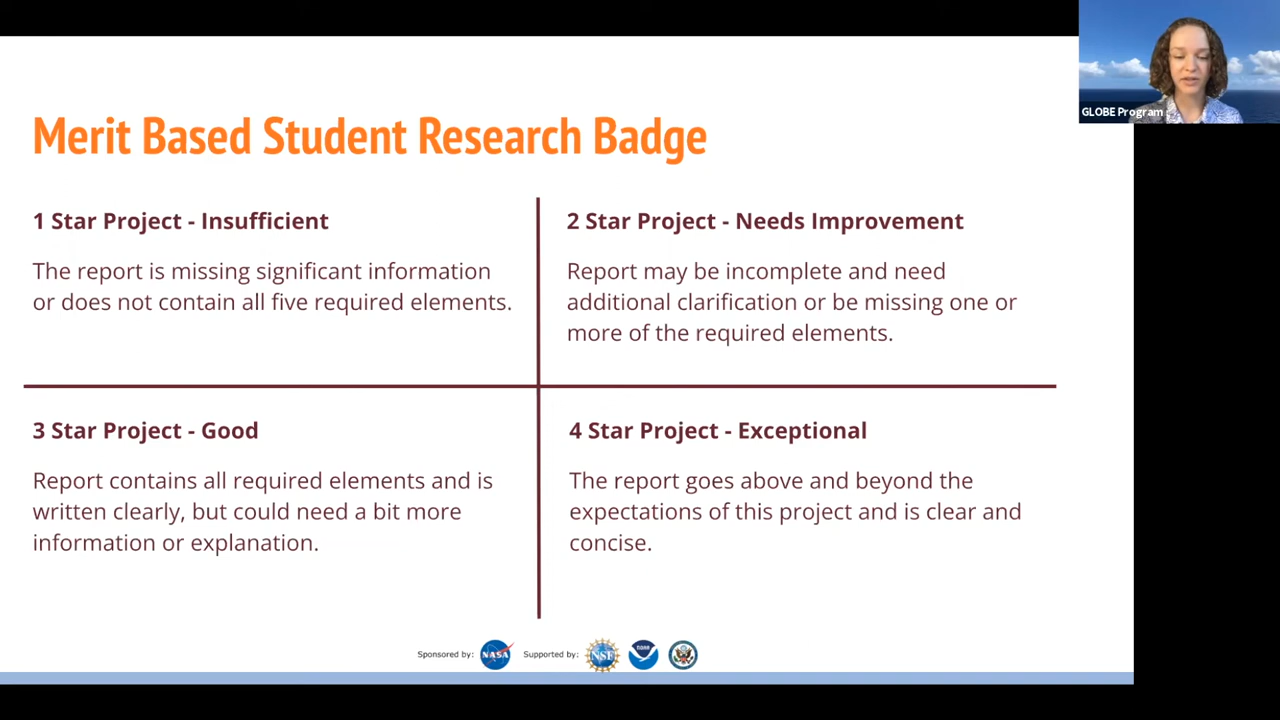 GLOBE Program
Merit Based Student Research Badge
1 Star Project - Insufficient
The report is missing significant information
or does not contain all five required elements.
2 Star Project - Needs Improvement
Report may be incomplete and need
additional clarification or be missing one or
more of the required elements.
3 Star Project - Good
Report contains all required elements and is
written clearly, but could need a bit more
information or explanation.
4 Star Project - Exceptional
The report goes above and beyond the
expectations of this project and is clear and
concise.
Sponsored by: NASA Supported by: NSF NOAA